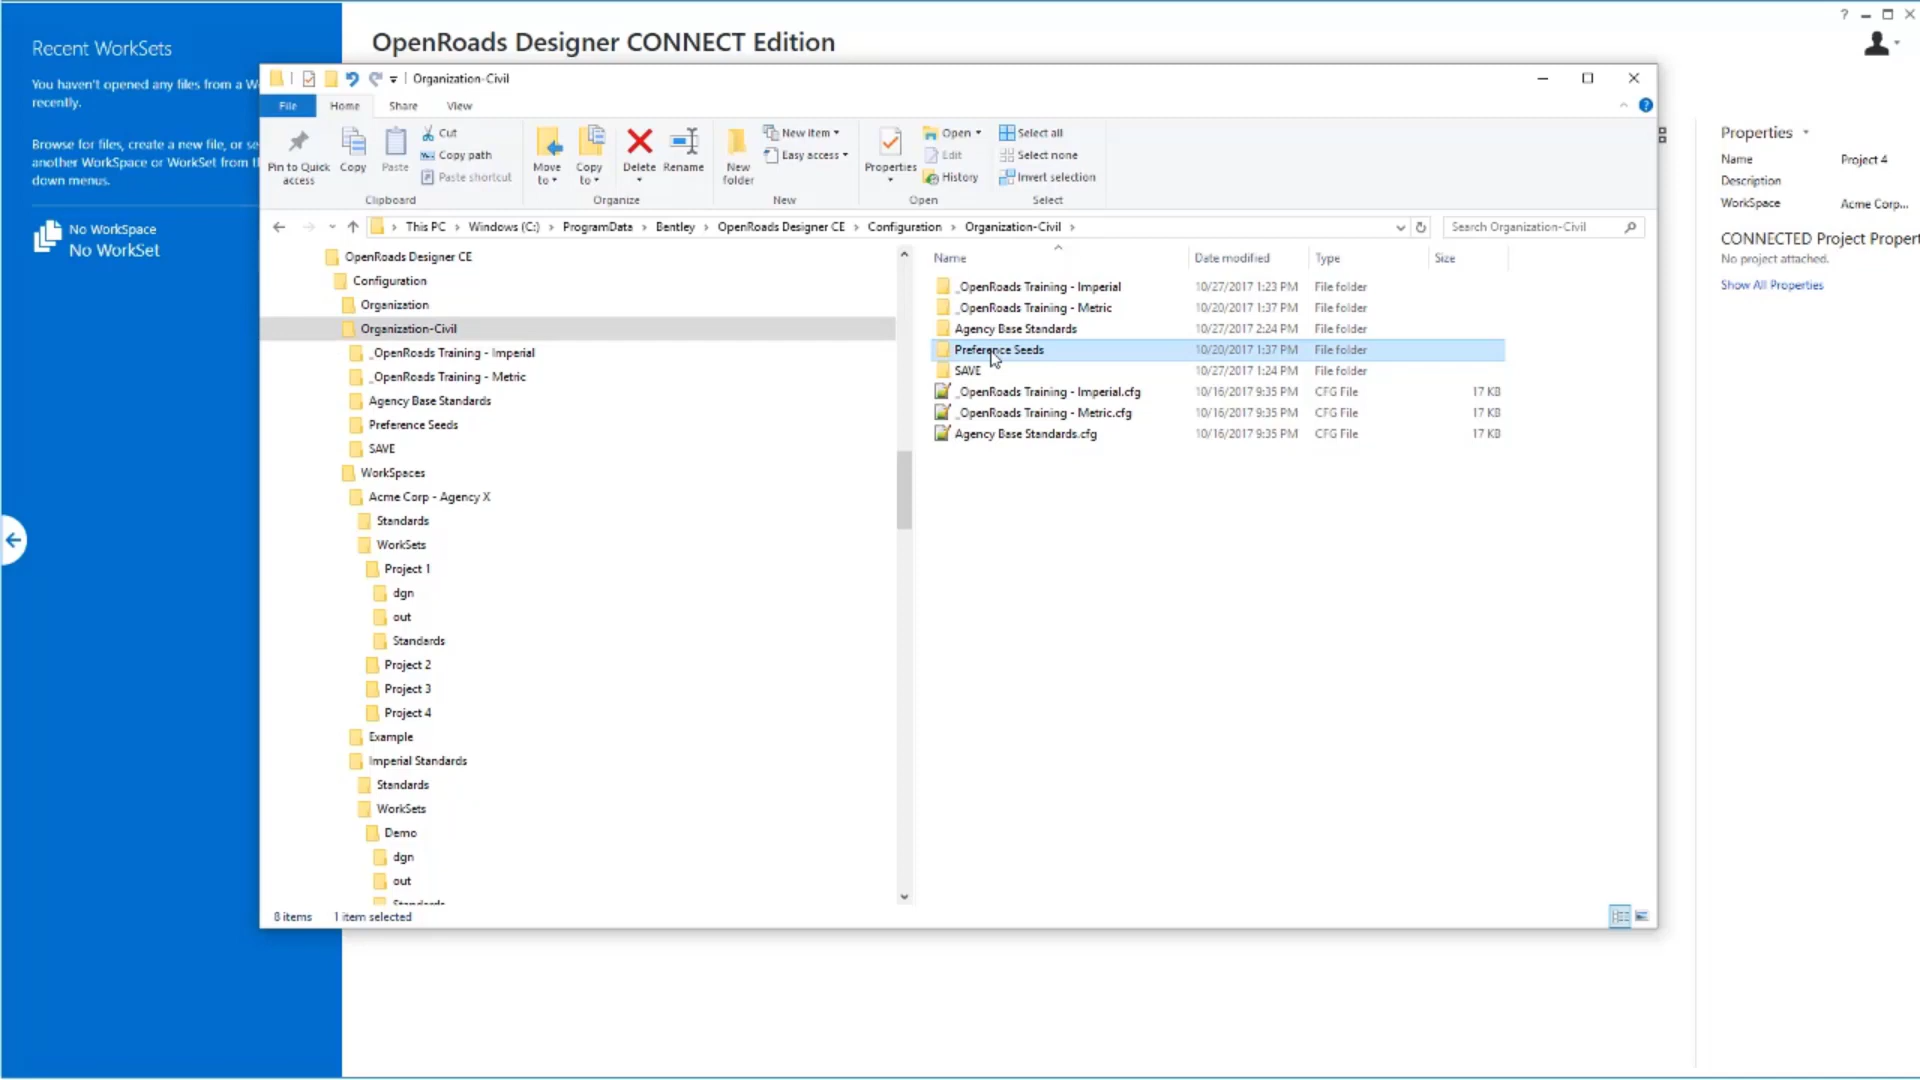 Recent WorkSets
You haven't opened any files from a W
recently.
Browse for files, create a new file, or se
another WorkSpace or WorkSet from t
down menus.
No WorkSpace
No WorkSet
OpenRoads Designer CONNECT Edition
Organization-Civil
File Home Share View
Pin to Quick
access
Copy
Paste
Cut
Copy path
Paste shortcut
Clipboard
Move
to
Copy
to
Delete
Rename
Organize
New
folder
New item
Easy access
New
Properties
Open
Edit
History
Open
Select all
Select none
Invert selection
Select
This PC > Windows (C:) > ProgramData > Bentley > OpenRoads Designer CE > Configuration > Organization-Civil >
Search Organization-Civil
OpenRoads Designer CE
Configuration
Organization
Organization-Civil
_OpenRoads Training - Imperial
_OpenRoads Training - Metric
Agency Base Standards
Preference Seeds
SAVE
WorkSpaces
Acme Corp - Agency X
Standards
WorkSets
Project 1
dgn
out
Standards
Project 2
Project 3
Project 4
Example
Imperial Standards
Standards
WorkSets
Demo
dgn
out
Standards
Name Date modified Type Size
_OpenRoads Training - Imperial 10/27/2017 1:23 PM File folder
_OpenRoads Training - Metric 10/20/2017 1:37 PM File folder
Agency Base Standards 10/27/2017 2:24 PM File folder
Preference Seeds 10/20/2017 1:37 PM File folder
SAVE 10/27/2017 1:24 PM File folder
_OpenRoads Training - Imperial.cfg 10/16/2017 9:35 PM CFG File 17 KB
_OpenRoads Training - Metric.cfg 10/16/2017 9:35 PM CFG File 17 KB
Agency Base Standards.cfg 10/16/2017 9:35 PM CFG File 17 KB
8 items 1 item selected
Properties
Name Project 4
Description
WorkSpace Acme Corp...
CONNECTED Project Propert
No project attached.
Show All Properties